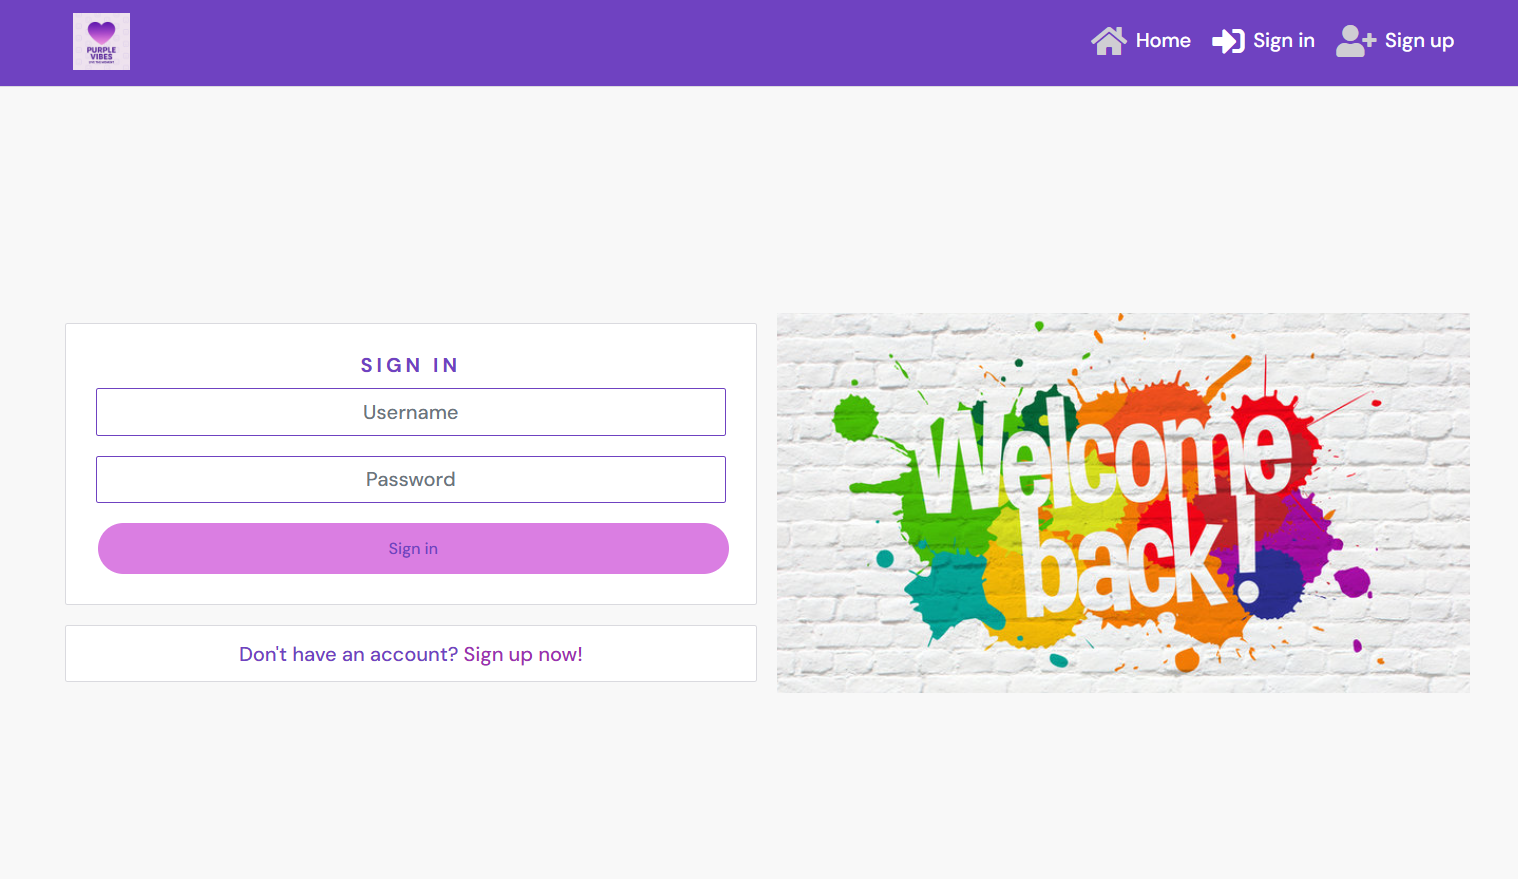 PURPLE
VIBES
Home
Sign in
Sign up
SIGN IN
Username
Password
Sign in
Don't have an account? Sign up now!
Welcome
back!